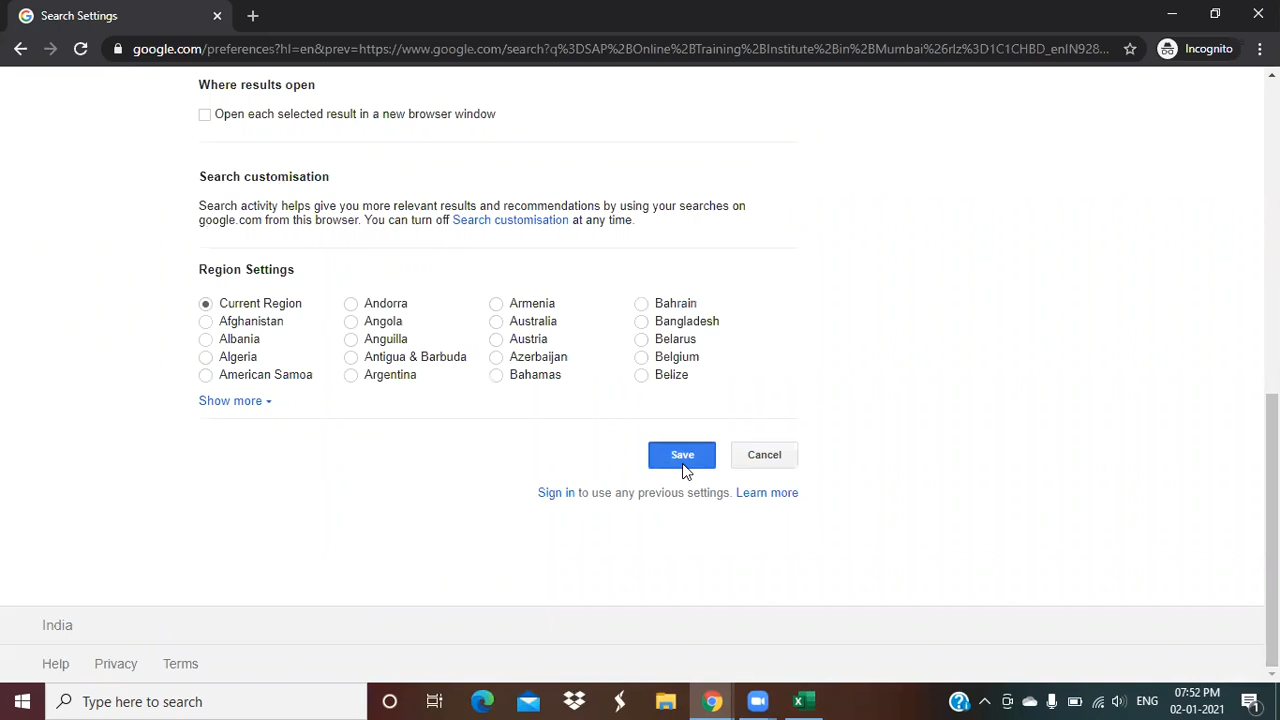 Search Settings
google.com/preferences?hl=en&prev=https://www.google.com/search?q%3DSAP%2BOnline%2BTraining%2BInstitute%2Bin%2BMumbai%26rlz%3D1C1CHBD_enIN928...
Incognito
Where results open
Open each selected result in a new browser window
Search customisation
Search activity helps give you more relevant results and recommendations by using your searches on
google.com from this browser. You can turn off Search customisation at any time.
Region Settings
Current Region Andorra Armenia Bahrain
Afghanistan Angola Australia Bangladesh
Albania Anguilla Austria Belarus
Algeria Antigua & Barbuda Azerbaijan Belgium
American Samoa Argentina Bahamas Belize
Show more
Save Cancel
Sign in to use any previous settings. Learn more
India
Help Privacy Terms
Type here to search
ENG
07:52 PM
02-01-2021
1